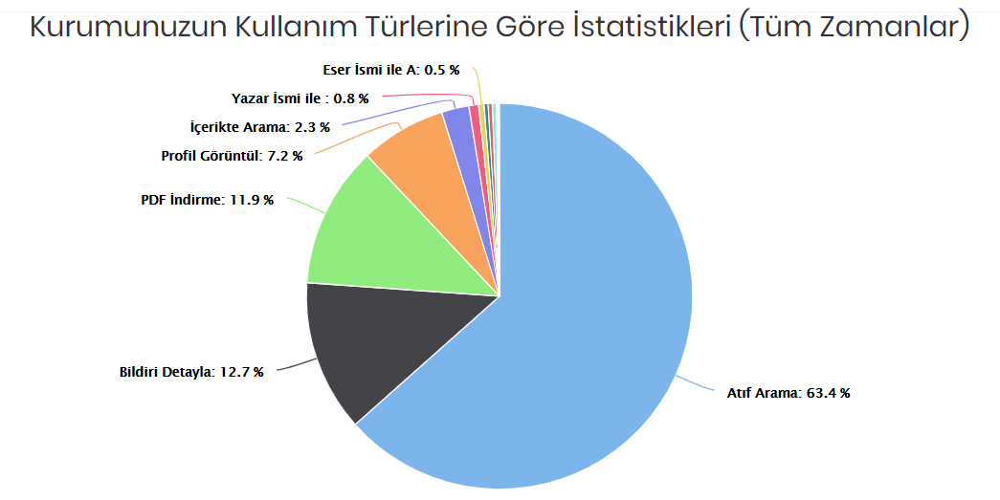 Kurumunuzun Kullanım Türlerine Göre İstatistikleri (Tüm Zamanlar)
Eser İsmi ile A: 0.5 %
Yazar İsmi ile : 0.8 %
İçerikte Arama: 2.3 %
Profil Görüntül: 7.2 %
PDF İndirme: 11.9 %
Bildiri Detayla: 12.7 %
Atıf Arama: 63.4 %